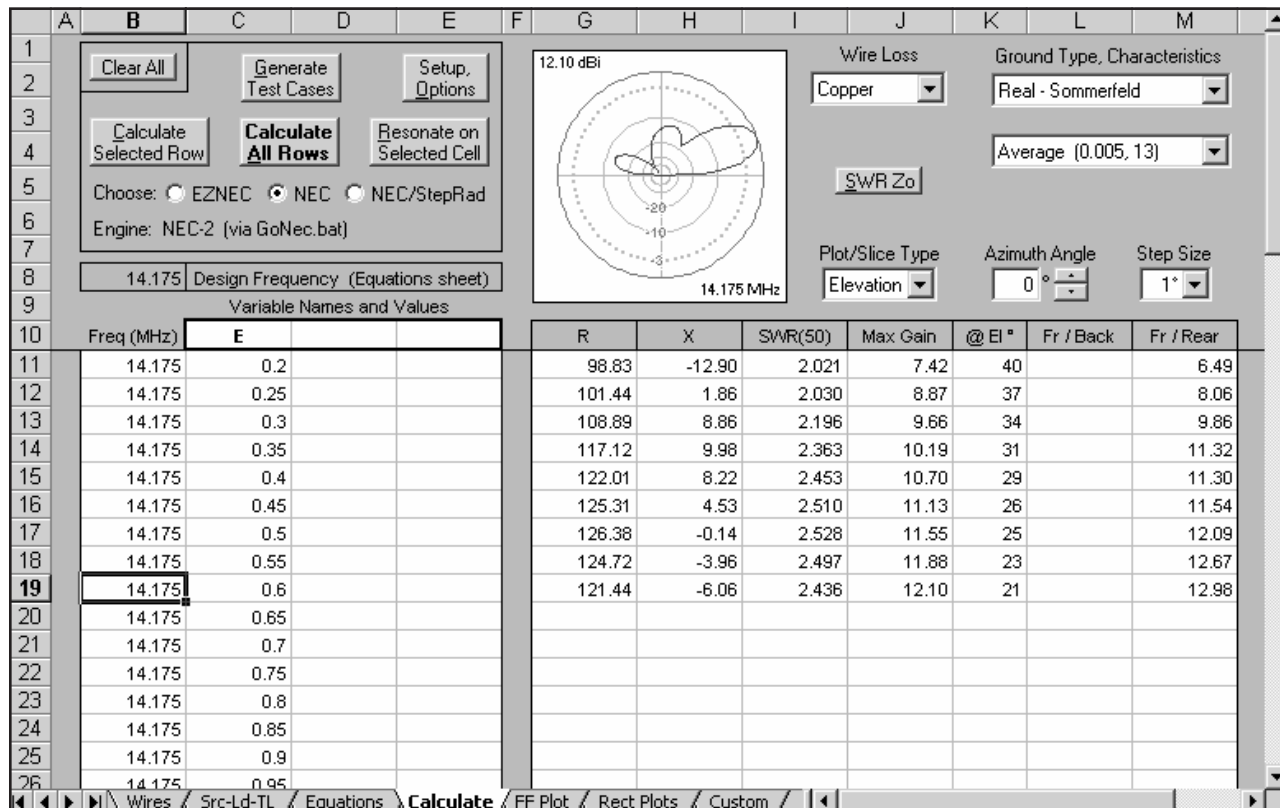 A B C D E F G H I J K L M
1
2
3
4
5
6
7
8
9
10
Clear All
Generate
Test Cases
Setup,
Options
Calculate
Selected Row
Calculate
All Rows
Resonate on
Selected Cell
Choose: EZNEC NEC NEC/StepRad
Engine: NEC-2 (via GoNec.bat)
12.10 dBi
-20
-10
-3
14.175 MHz
Wire Loss
Copper
Ground Type, Characteristics
Real - Sommerfeld
Average (0.005, 13)
SWR Zo
Plot/Slice Type
Elevation
Azimuth Angle
0 °
Step Size
1°
14.175 Design Frequency (Equations sheet)
Variable Names and Values
Freq (MHz) E R X SWR(50) Max Gain @ El ° Fr / Back Fr / Rear
11 14.175 0.2 98.83 -12.90 2.021 7.42 40 6.49
12 14.175 0.25 101.44 1.86 2.030 8.87 37 8.06
13 14.175 0.3 108.89 8.86 2.196 9.66 34 9.86
14 14.175 0.35 117.12 9.98 2.363 10.19 31 11.32
15 14.175 0.4 122.01 8.22 2.453 10.70 29 11.30
16 14.175 0.45 125.31 4.53 2.510 11.13 26 11.54
17 14.175 0.5 126.38 -0.14 2.528 11.55 25 12.09
18 14.175 0.55 124.72 -3.96 2.497 11.88 23 12.67
19 14.175 0.6 121.44 -6.06 2.436 12.10 21 12.98
20 14.175 0.65
21 14.175 0.7
22 14.175 0.75
23 14.175 0.8
24 14.175 0.85
25 14.175 0.9
26 14.175 0.95
Wires / Src-Ld-TL / Equations \ Calculate / FF Plot / Rect Plots / Custom /